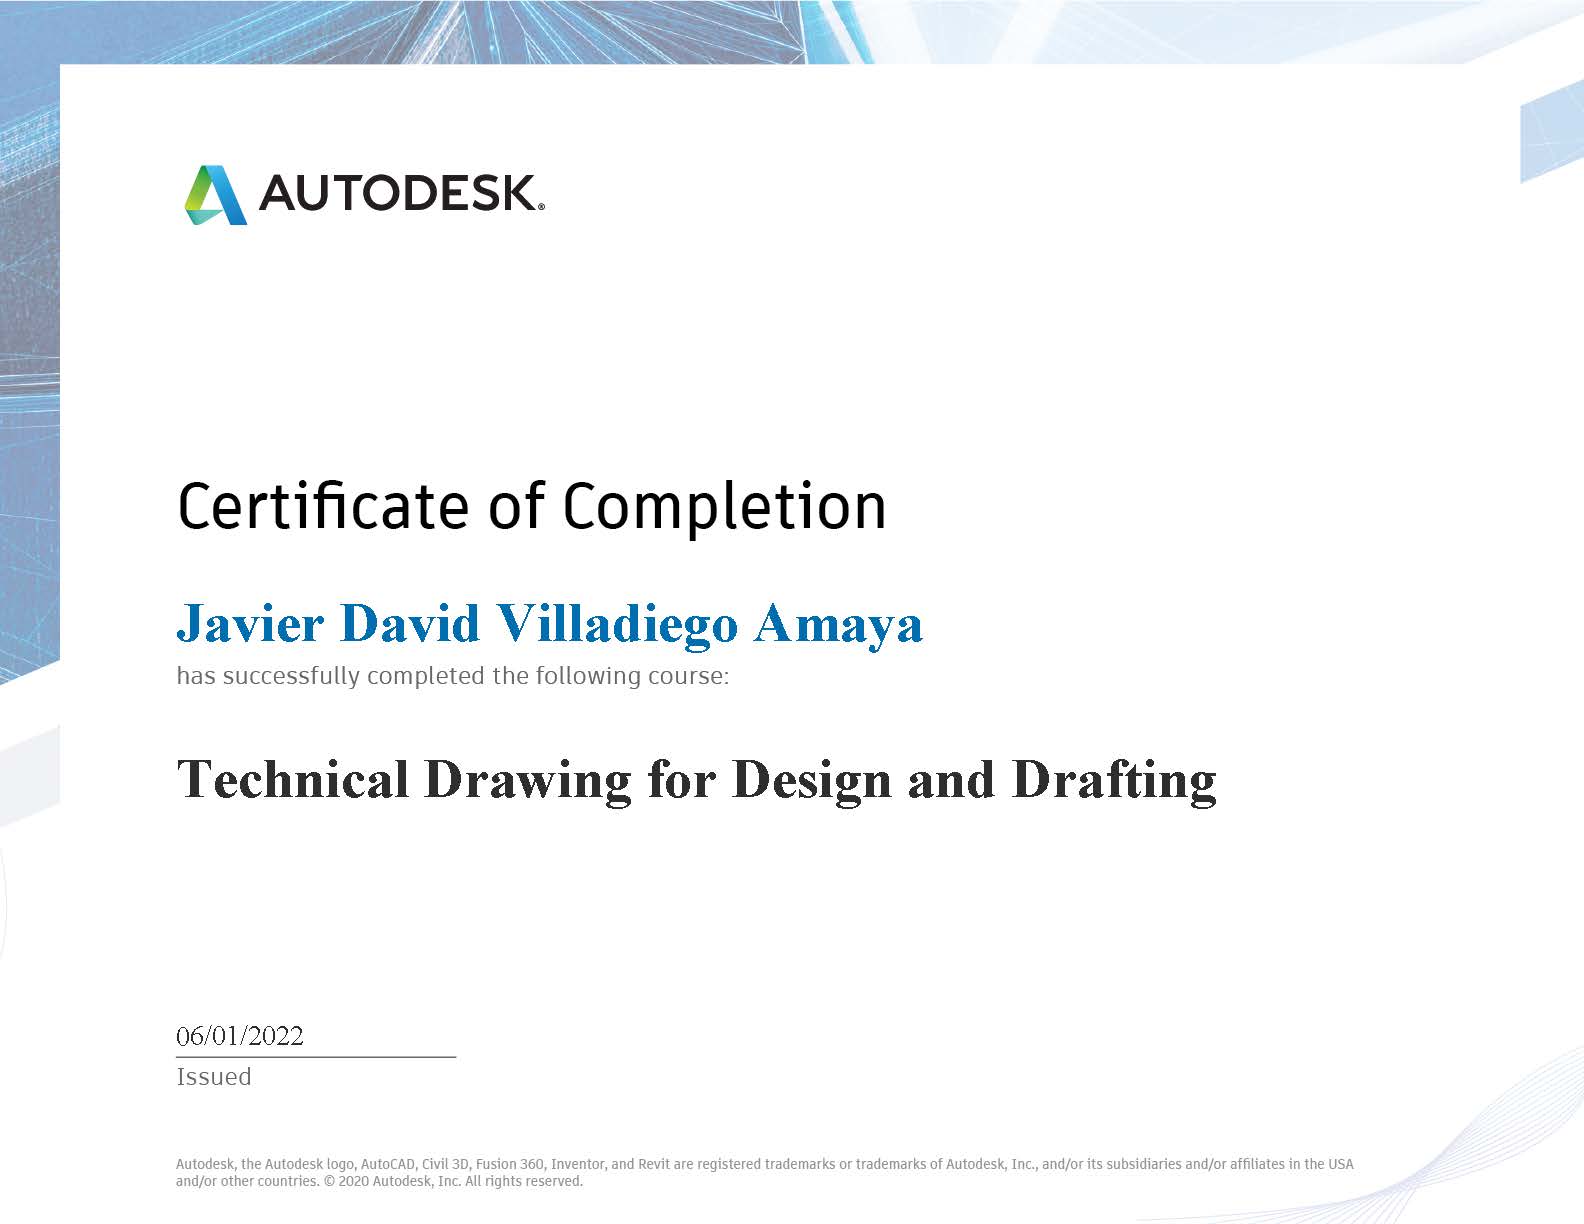 AUTODESK®
Certificate of Completion
Javier David Villadiego Amaya
has successfully completed the following course:
Technical Drawing for Design and Drafting
06/01/2022
Issued
Autodesk, the Autodesk logo, AutoCAD, Civil 3D, Fusion 360, Inventor, and Revit are registered trademarks or trademarks of Autodesk, Inc., and/or its subsidiaries and/or affiliates in the USA
and/or other countries. © 2020 Autodesk, Inc. All rights reserved.